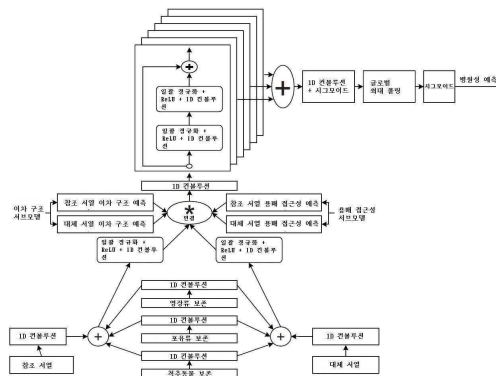 일괄 정규화 +
ReLU + 1D 컨볼루
션
일괄 정규화 +
ReLU + 1D 컨볼루
션
1D 컨볼루션
+ 시그모이드
글로벌
최대 풀링
시그모이드
병원성 예측
1D 컨볼루션
이차 구조
서브모델
참조 서열 이차 구조 예측
대체 서열 이차 구조 예측
*
연결
참조 서열 용매 접근성 예측
대체 서열 용매 접근성 예측
용매 접근성
서브모델
일괄 정규화 +
ReLU + 1D 컨볼루
션
일괄 정규화 +
ReLU + 1D 컨볼루
션
1D 컨볼루션
영장류 보존
1D 컨볼루션
포유류 보존
1D 컨볼루션
척추동물 보존
1D 컨볼루션
참조 서열
1D 컨볼루션
대체 서열